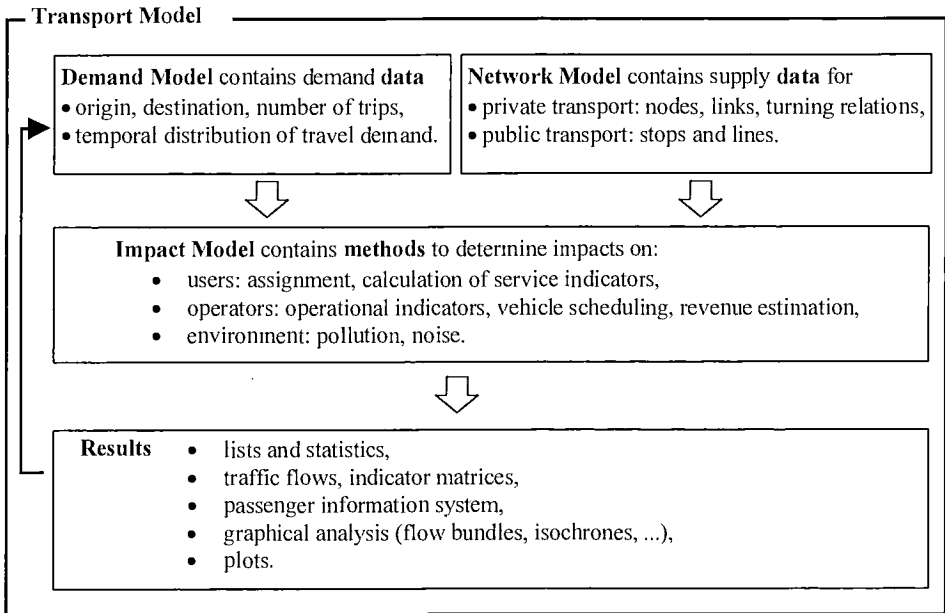 Transport Model
Demand Model contains demand data
• origin, destination, number of trips,
• temporal distribution of travel demand.
Network Model contains supply data for
• private transport: nodes, links, turning relations,
• public transport: stops and lines.
Impact Model contains methods to determine impacts on:
• users: assignment, calculation of service indicators,
• operators: operational indicators, vehicle scheduling, revenue estimation,
• environment: pollution, noise.
Results • lists and statistics,
• traffic flows, indicator matrices,
• passenger information system,
• graphical analysis (flow bundles, isochrones, ...),
• plots.